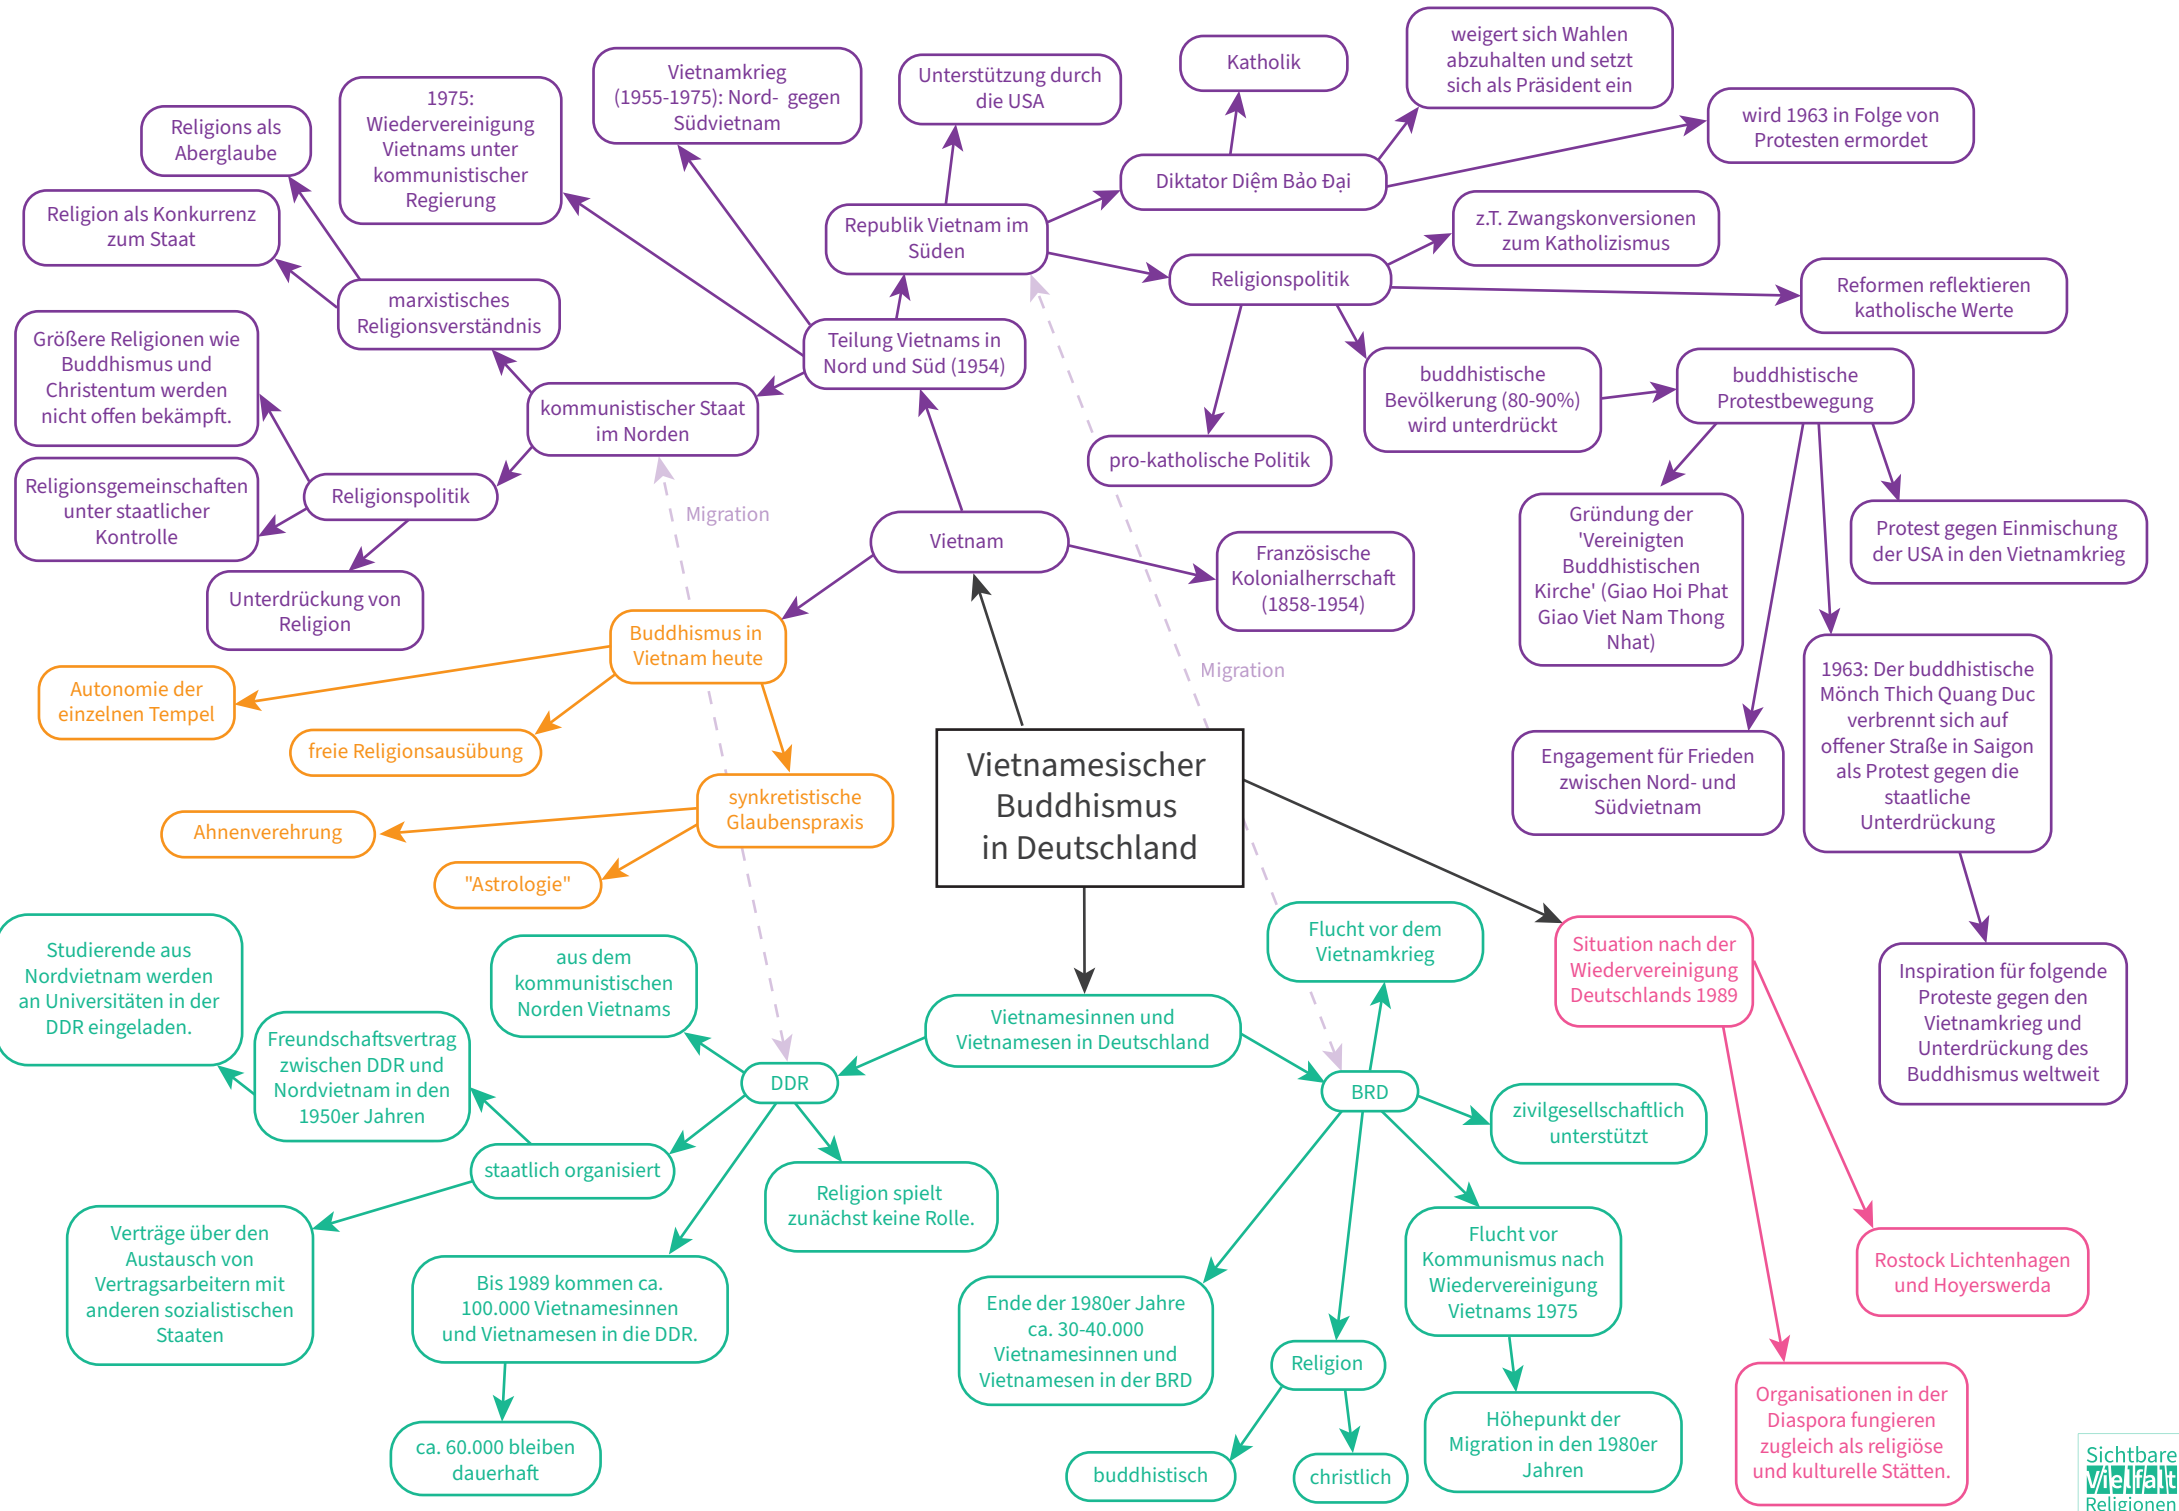 Vietnamkrieg
(1955-1975): Nord- gegen
Südvietnam
Unterstützung durch
die USA
Katholik
weigert sich Wahlen
abzuhalten und setzt
sich als Präsident ein
1975:
Wiedervereinigung
Vietnams unter
kommunistischer
Regierung
Religions als
Aberglaube
wird 1963 in Folge von
Protesten ermordet
Diktator Diệm Bảo Đại
Religion als Konkurrenz
zum Staat
Republik Vietnam im
Süden
z.T. Zwangskonversionen
zum Katholizismus
Religionspolitik
Reformen reflektieren
katholische Werte
marxistisches
Religionsverständnis
Größere Religionen wie
Buddhismus und
Christentum werden
nicht offen bekämpft.
Teilung Vietnams in
Nord und Süd (1954)
buddhistische
Bevölkerung (80-90%)
wird unterdrückt
buddhistische
Protestbewegung
kommunistischer Staat
im Norden
pro-katholische Politik
Religionsgemeinschaften
unter staatlicher
Kontrolle
Religionspolitik
Migration
Vietnam
Französische
Kolonialherrschaft
(1858-1954)
Gründung der
'Vereinigten
Buddhistischen
Kirche' (Giao Hoi Phat
Giao Viet Nam Thong
Nhat)
Protest gegen Einmischung
der USA in den Vietnamkrieg
Unterdrückung von
Religion
Buddhismus in
Vietnam heute
Migration
1963: Der buddhistische
Mönch Thich Quang Duc
verbrennt sich auf
offener Straße in Saigon
als Protest gegen die
staatliche
Unterdrückung
Autonomie der
einzelnen Tempel
freie Religionsausübung
Engagement für Frieden
zwischen Nord- und
Südvietnam
Vietnamesischer
Buddhismus
in Deutschland
synkretistische
Glaubenspraxis
Ahnenverehrung
"Astrologie"
Studierende aus
Nordvietnam werden
an Universitäten in der
DDR eingeladen.
aus dem
kommunistischen
Norden Vietnams
Flucht vor dem
Vietnamkrieg
Situation nach der
Wiedervereinigung
Deutschlands 1989
Inspiration für folgende
Proteste gegen den
Vietnamkrieg und
Unterdrückung des
Buddhismus weltweit
Vietnamesinnen und
Vietnamesen in Deutschland
Freundschaftsvertrag
zwischen DDR und
Nordvietnam in den
1950er Jahren
DDR
BRD
zivilgesellschaftlich
unterstützt
staatlich organisiert
Religion spielt
zunächst keine Rolle.
Verträge über den
Austausch von
Vertragsarbeitern mit
anderen sozialistischen
Staaten
Bis 1989 kommen ca.
100.000 Vietnamesinnen
und Vietnamesen in die DDR.
Ende der 1980er Jahre
ca. 30-40.000
Vietnamesinnen und
Vietnamesen in der BRD
Flucht vor
Kommunismus nach
Wiedervereinigung
Vietnams 1975
Rostock Lichtenhagen
und Hoyerswerda
Religion
ca. 60.000 bleiben
dauerhaft
buddhistisch
christlich
Höhepunkt der
Migration in den 1980er
Jahren
Organisationen in der
Diaspora fungieren
zugleich als religiöse
und kulturelle Stätten.
Sichtbare
Vielfalt
Religionen